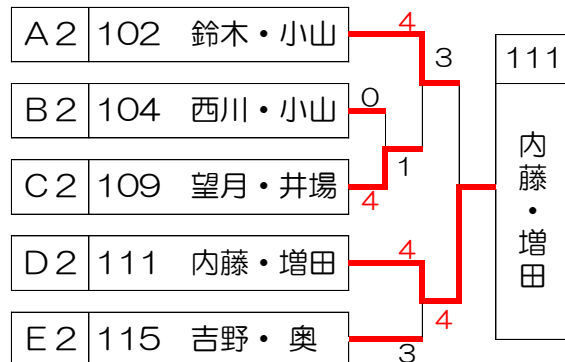 A2 102 鈴木・小山 4
3
B2 104 西川・小山 0
1
C2 109 望月・井場 4
D2 111 内藤・増田 4
4
E2 115 吉野・ 奥 3
111
内藤・増田